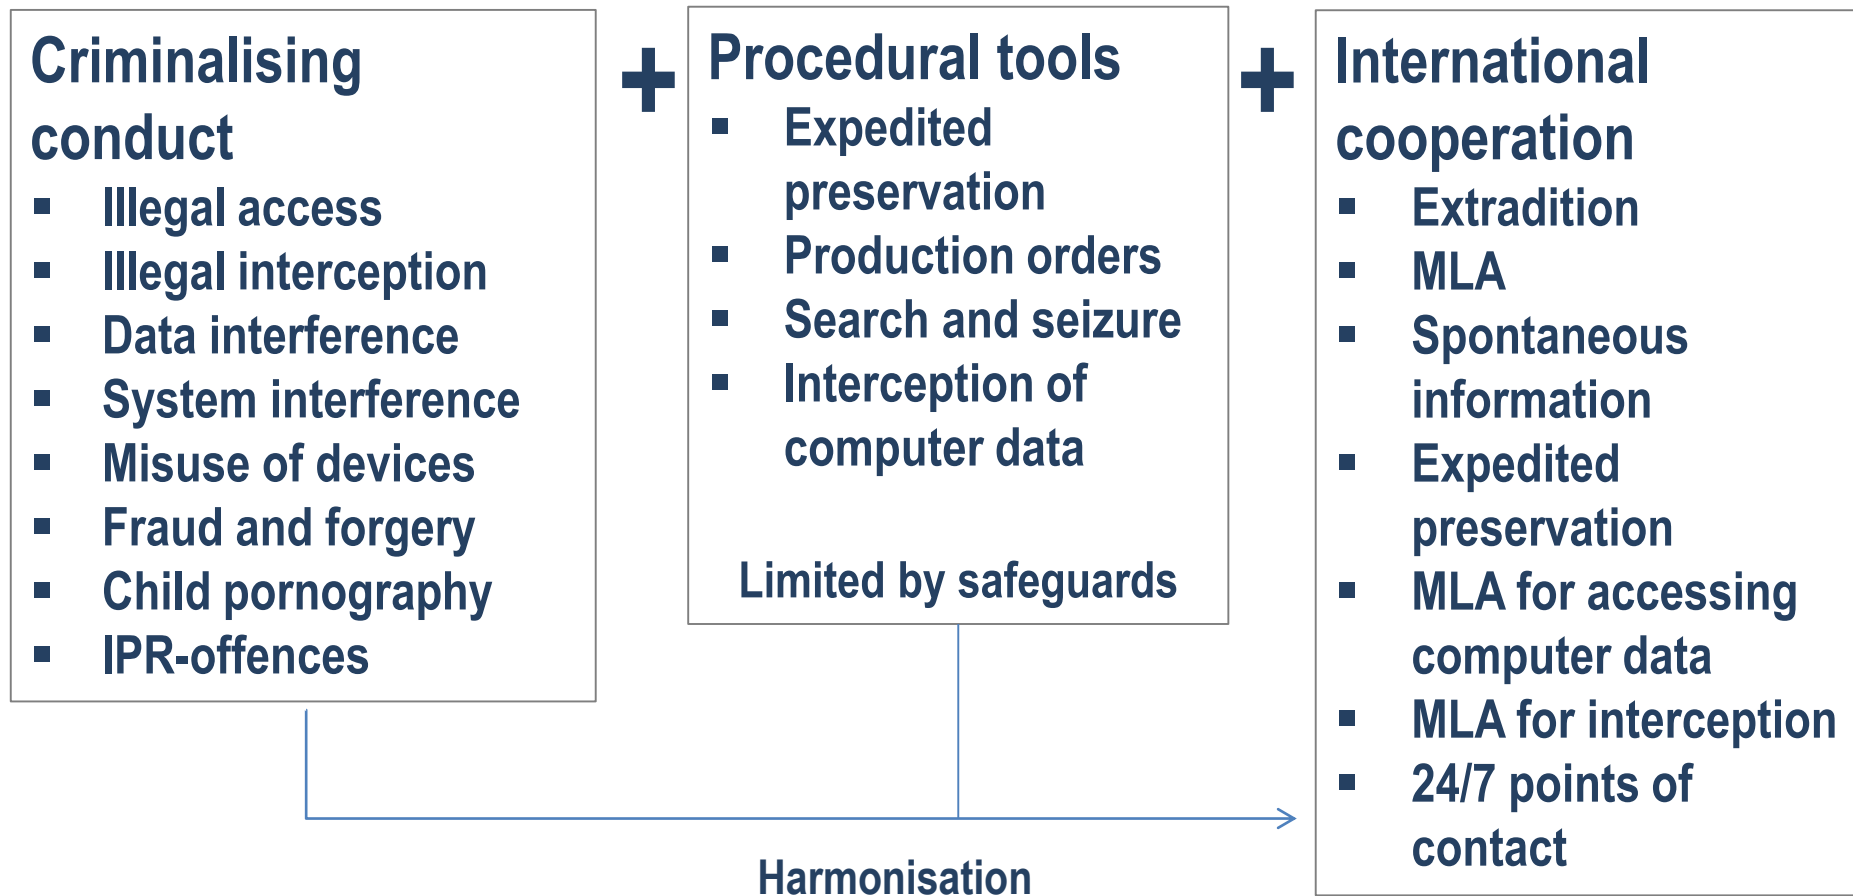 Criminalising
conduct
▪ Illegal access
▪ Illegal interception
▪ Data interference
▪ System interference
▪ Misuse of devices
▪ Fraud and forgery
▪ Child pornography
▪ IPR-offences
+
Procedural tools
▪ Expedited
preservation
▪ Production orders
▪ Search and seizure
▪ Interception of
computer data
Limited by safeguards
+
International
cooperation
▪ Extradition
▪ MLA
▪ Spontaneous
information
▪ Expedited
preservation
▪ MLA for accessing
computer data
▪ MLA for interception
▪ 24/7 points of
contact
Harmonisation